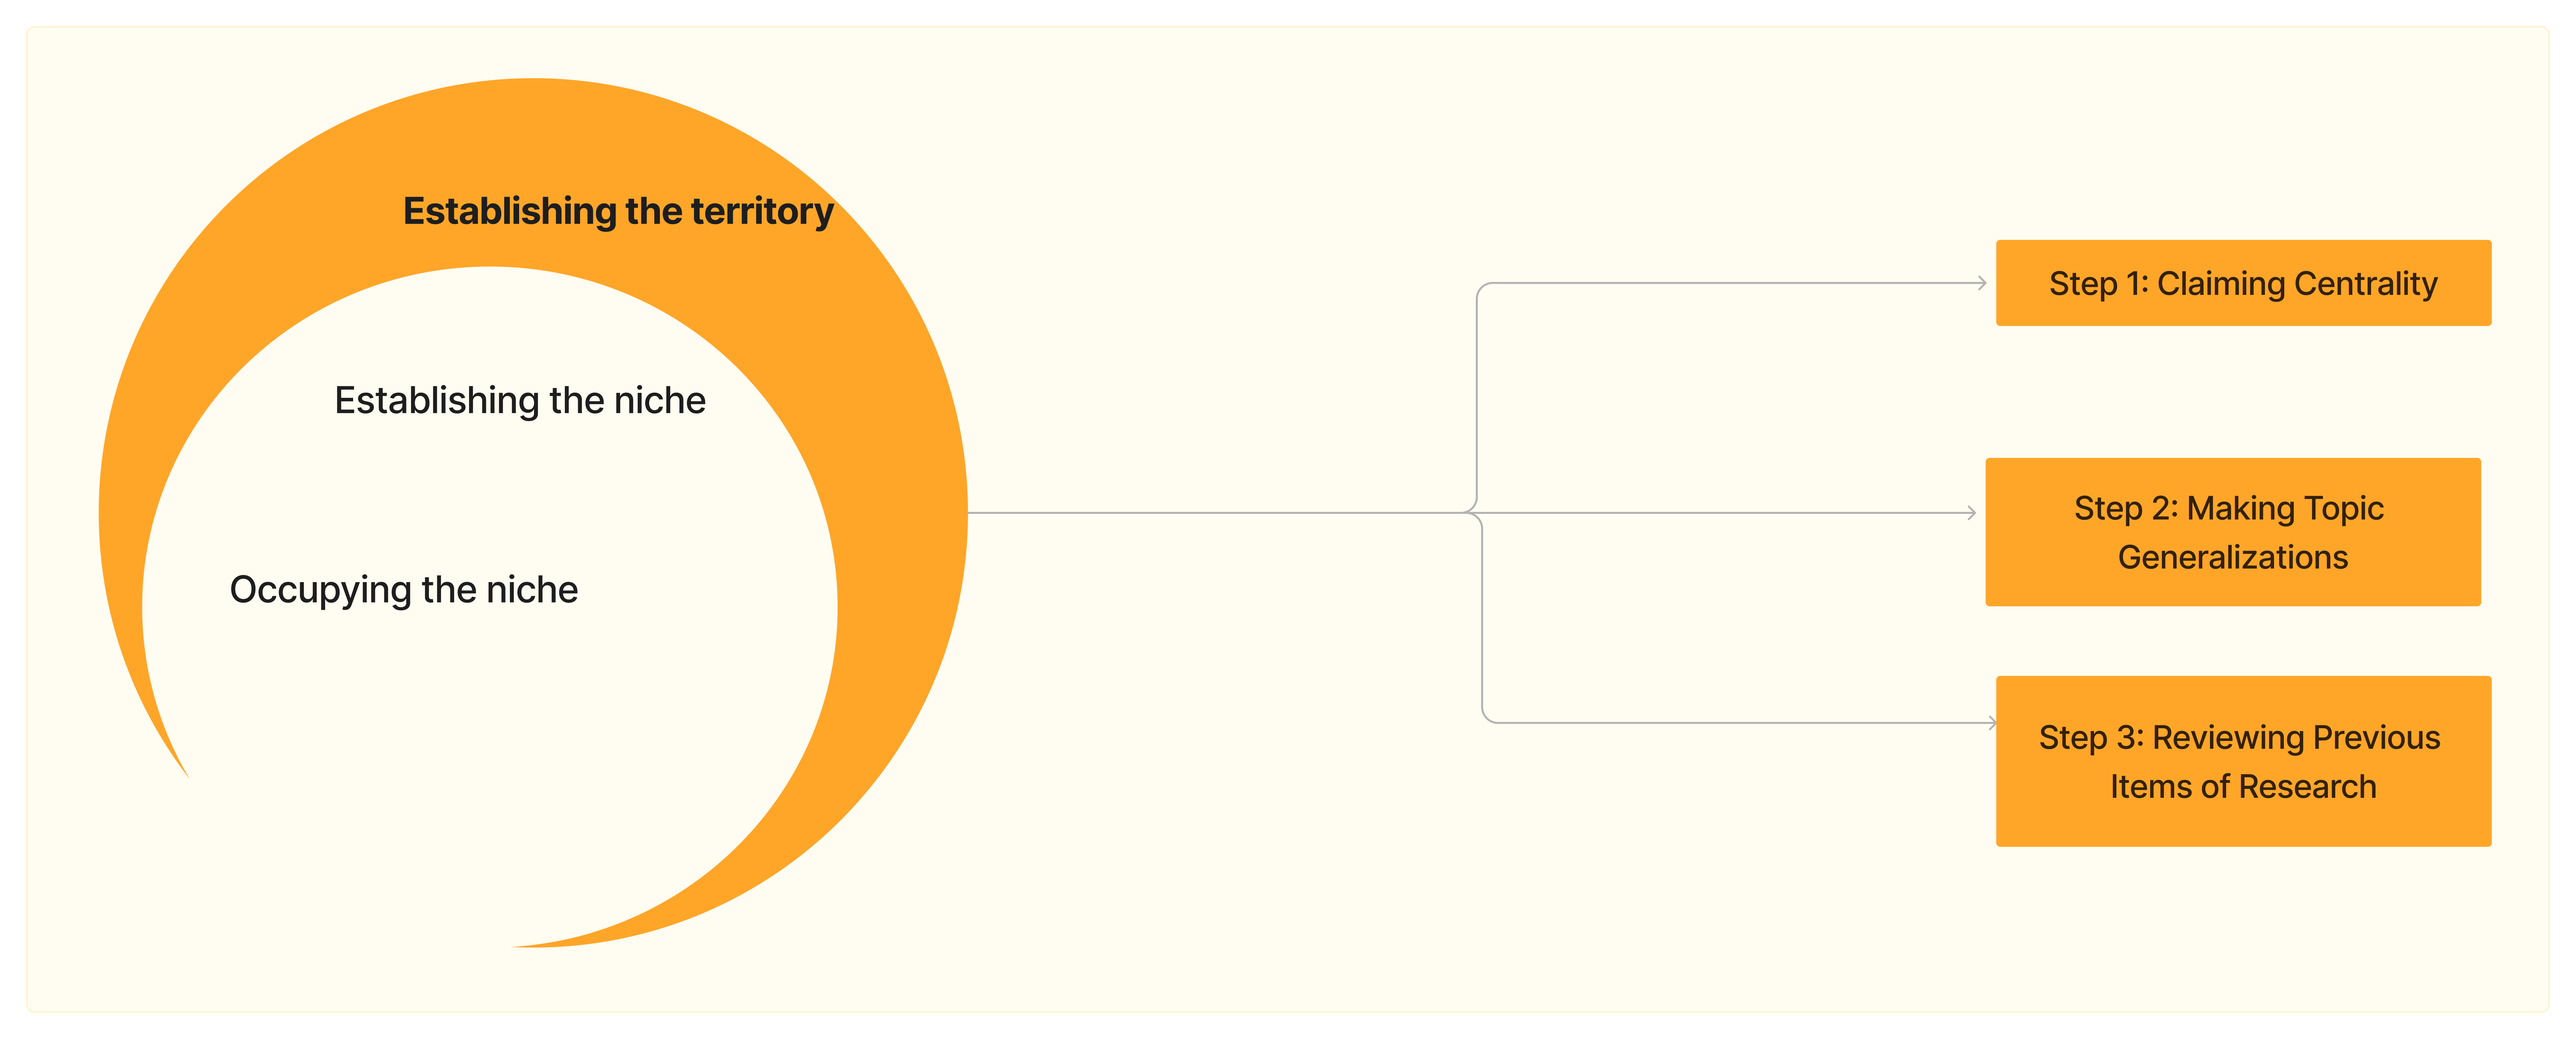 Establishing the territory
Establishing the niche
Occupying the niche
Step 1: Claiming Centrality
Step 2: Making Topic
Generalizations
Step 3: Reviewing Previous
Items of Research